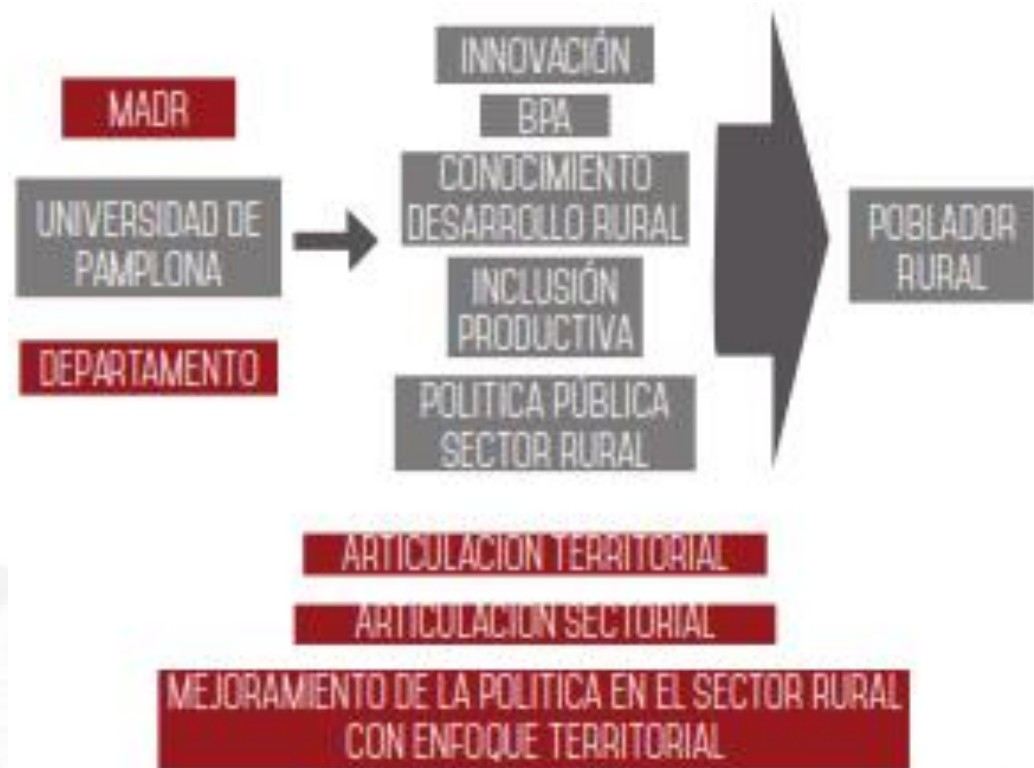 MADR
UNIVERSIDAD DE
PAMPLONA
DEPARTAMENTO
INNOVACIÓN
BPA
CONOCIMIENTO
DESARROLLO RURAL
INCLUSIÓN
PRODUCTIVA
POLITICA PÚBLICA
SECTOR RURAL
POBLADOR
RURAL
ARTICULACION TERRITORIAL
ARTICULACION SECTORIAL
MEJORAMIENTO DE LA POLITICA EN EL SECTOR RURAL
CON ENFOQUE TERRITORIAL